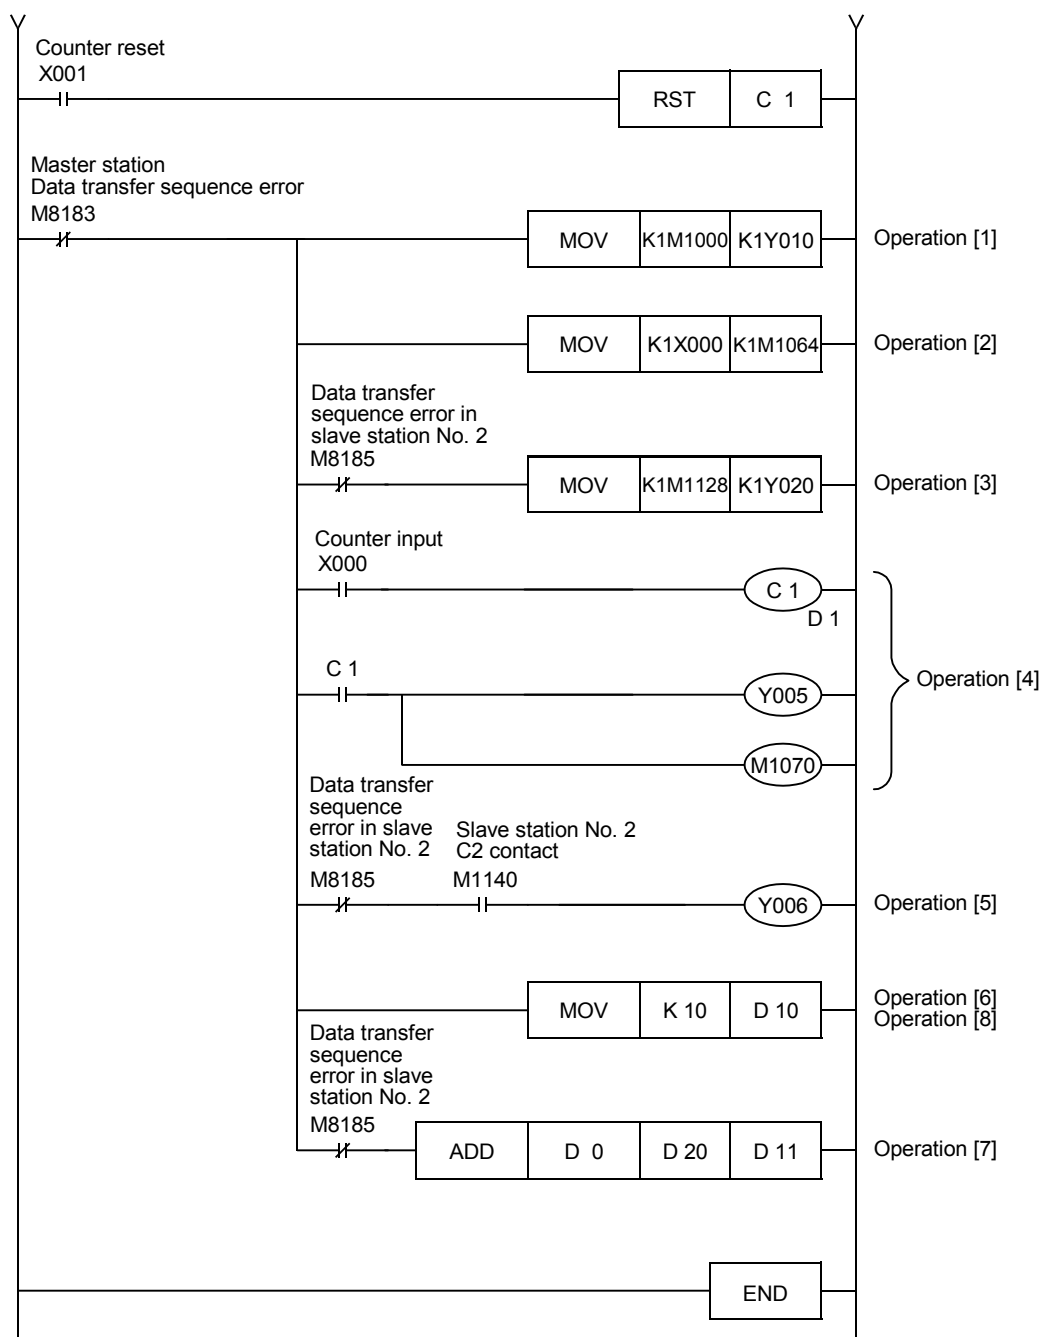 Counter reset
X001
RST C 1
Master station
Data transfer sequence error
M8183
MOV K1M1000 K1Y010 Operation [1]
MOV K1X000 K1M1064 Operation [2]
Data transfer
sequence error in
slave station No. 2
M8185
MOV K1M1128 K1Y020 Operation [3]
Counter input
X000
C 1
D 1
Operation [4]
C 1
Y005
M1070
Data transfer
sequence
error in slave
station No. 2
Slave station No. 2
C2 contact
M8185 M1140
Y006 Operation [5]
MOV K 10 D 10
Operation [6]
Operation [8]
Data transfer
sequence
error in slave
station No. 2
M8185
ADD D 0 D 20 D 11 Operation [7]
END